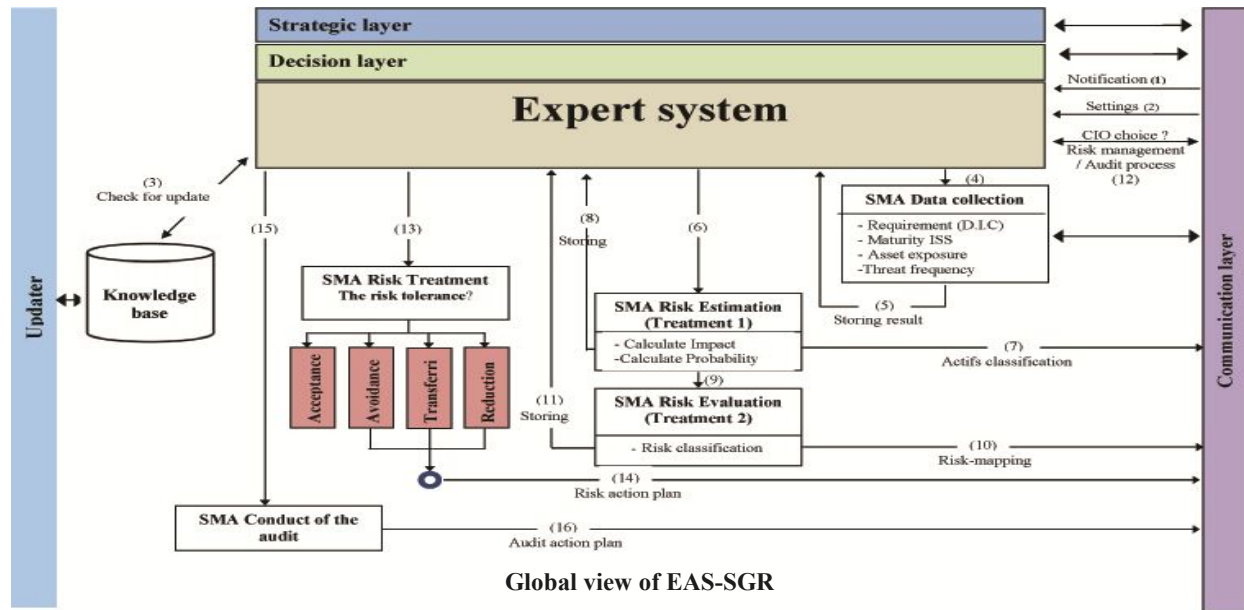 Strategic layer
Decision layer
Expert system
Notification (1)
Settings (2)
CIO choice ?
Risk management
/ Audit process
(12)
(3)
Check for update
Updater
Knowledge
base
(15)
(13)
(8)
Storing
(6)
(4)
SMA Data collection
- Requirement (D.I.C)
- Maturity ISS
- Asset exposure
-Threat frequency
(5)
Storing result
SMA Risk Treatment
The risk tolerance?
Acceptance
Avoidance
Transferri
Reduction
SMA Risk Estimation
(Treatment 1)
- Calculate Impact
-Calculate Probability
(7)
Actifs classification
(9)
(11)
Storing
SMA Risk Evaluation
(Treatment 2)
- Risk classification
(10)
Risk-mapping
(14)
Risk action plan
SMA Conduct of the
audit
(16)
Audit action plan
Communication layer
Global view of EAS-SGR